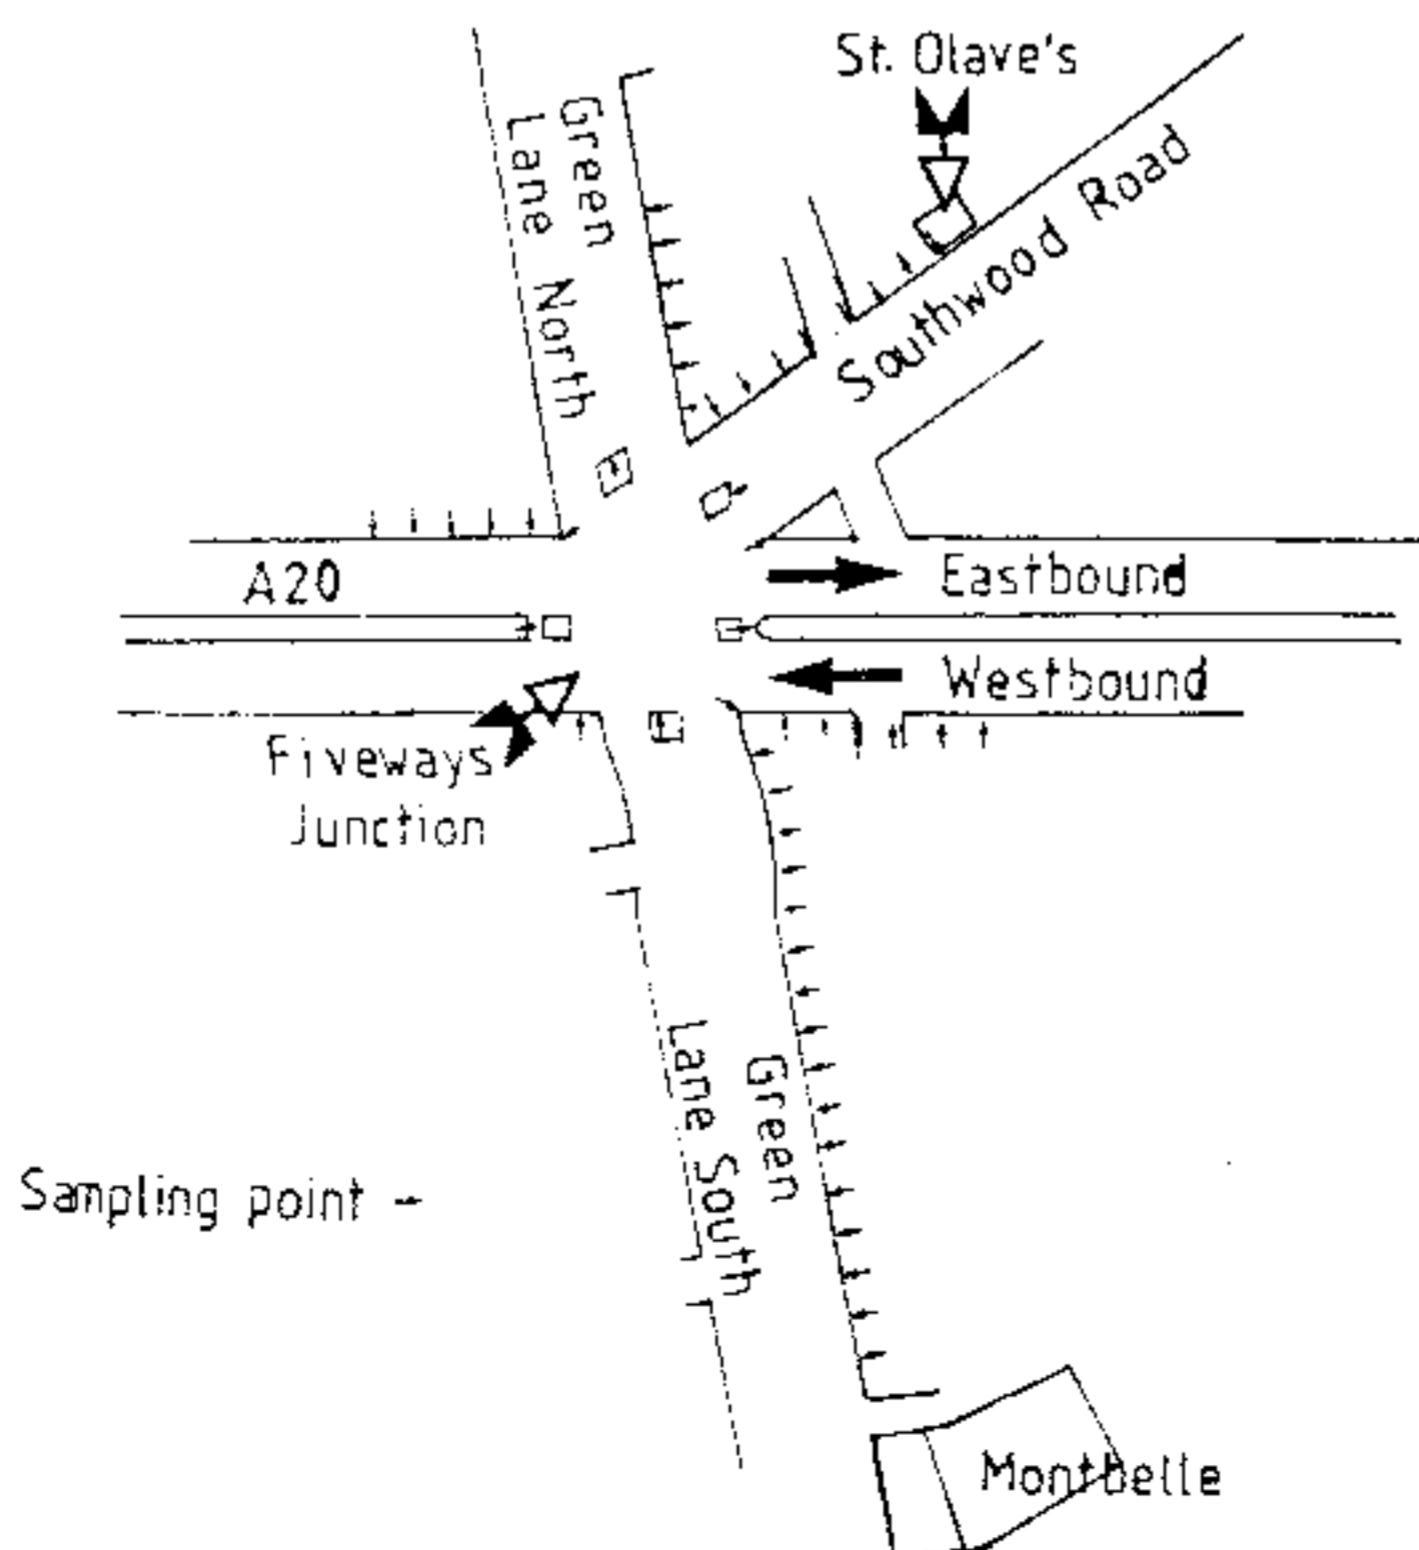 St. Olave's
Green
Lane North
Southwood Road
A20
Eastbound
Westbound
Fiveways
Junction
Green
Lane South
Sampling point
Montbelle